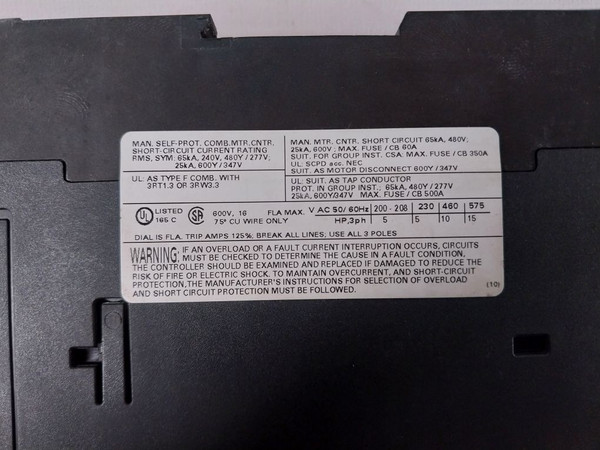 MAN. SELF-PROT. COMB.MTR.CNTR.
SHORT-CIRCUIT CURRENT RATING
RMS, SYM: 65kA, 240V, 480Y / 277V;
25kA, 600Y / 347V
UL: AS TYPE F COMB. WITH
3RT1.3 OR 3RW3.3
MAN. MTR. CNTR. SHORT CIRCUIT 65kA, 480V;
25kA, 600V; MAX. FUSE / CB 60A
SUIT. FOR GROUP INST. CSA: MAX. FUSE / CB 350A
UL SCPD acc. NEC
SUIT. AS MOTOR DISCONNECT 600Y / 347V
UL: SUIT. AS TAP CONDUCTOR
PROT. IN GROUP INST.; 65kA, 480Y / 277V
25kA, 600Y/347V MAX. FUSE / CB 500A
UL LISTED
165 C
SA
600V, 16 FLA MAX.
75° CU WIRE ONLY
V AC 50/ 60Hz 200 - 208 230 460 575
HP,3ph 5 5 10 15
DIAL IS FLA. TRIP AMPS 125%; BREAK ALL LINES; USE ALL 3 POLES
WARNING: IF AN OVERLOAD OR A FAULT CURRENT INTERRUPTION OCCURS, CIRCUITS
MUST BE CHECKED TO DETERMINE THE CAUSE IN A FAULT CONDITION,
THE CONTROLLER SHOULD BE EXAMINED AND REPLACED IF DAMAGED TO REDUCE THE
RISK OF FIRE OR ELECTRIC SHOCK. TO MAINTAIN OVERCURRENT, AND SHORT-CIRCUIT
PROTECTION,THE MANUFACTURER'S INSTRUCTIONS FOR SELECTION OF OVERLOAD
AND SHORT CIRCUIT PROTECTION MUST BE FOLLOWED.
(10)